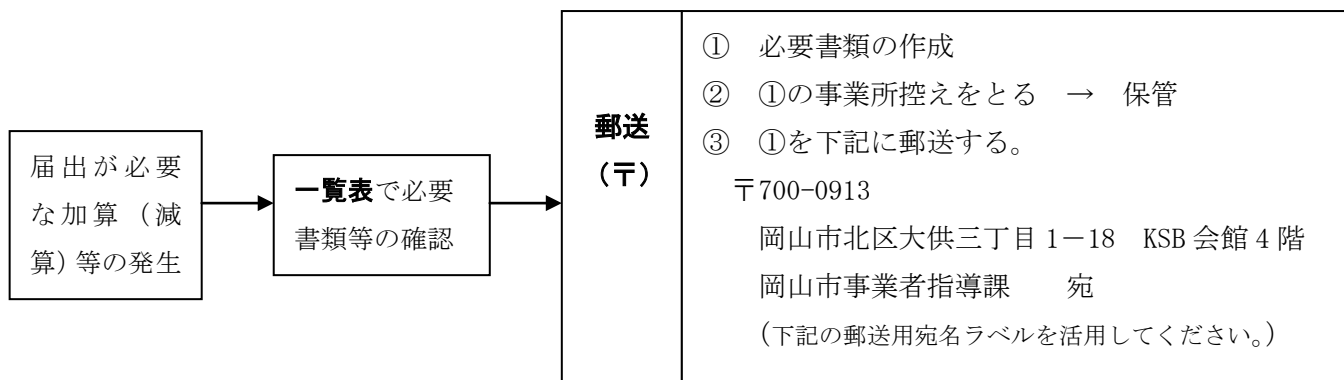 届出が必要
な加算（減
算）等の発生
一覧表で必要
書類等の確認
郵送
（〒）
①　必要書類の作成
②　①の事業所控えをとる　→　保管
③　①を下記に郵送する。
〒700-0913
岡山市北区大供三丁目1－18　KSB会館4階
岡山市事業者指導課　　宛
（下記の郵送用宛名ラベルを活用してください。）